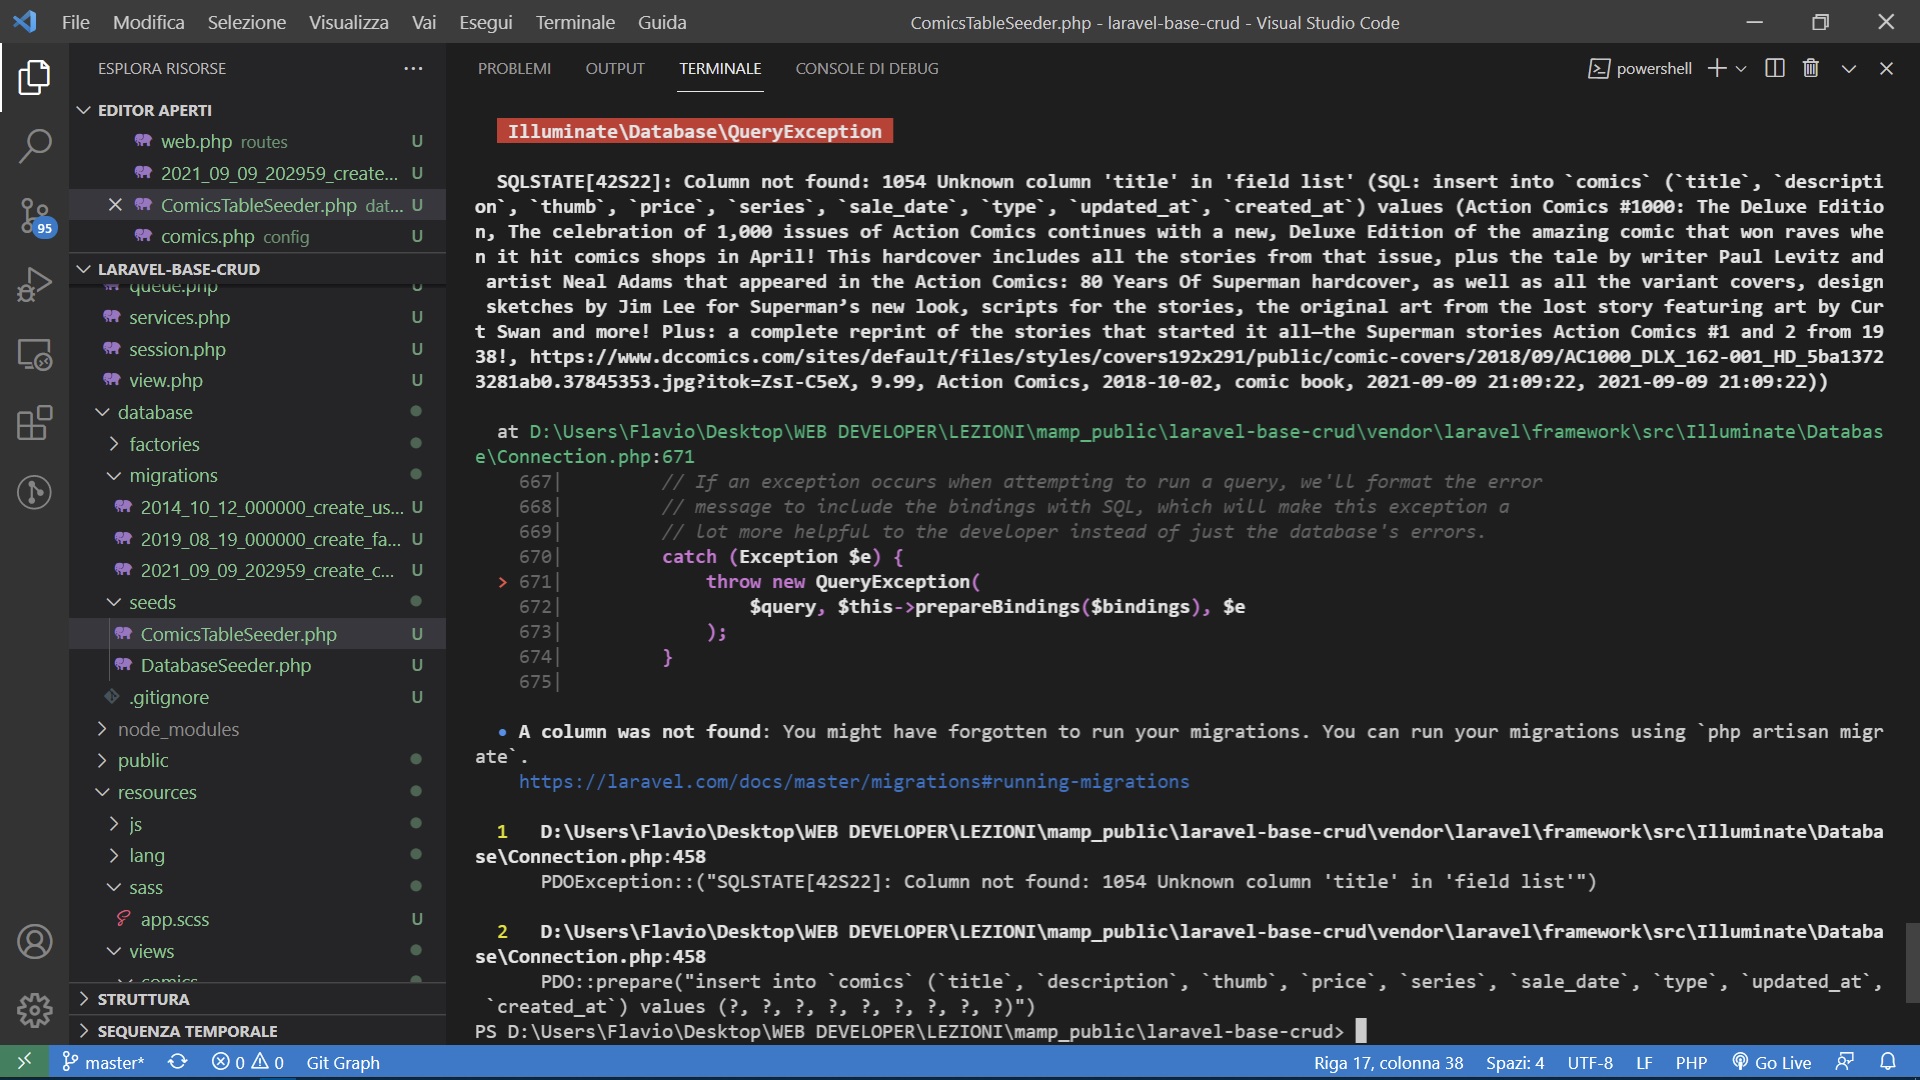 File Modifica Selezione Visualizza Vai Esegui Terminale Guida
ComicsTableSeeder.php - laravel-base-crud - Visual Studio Code
ESPLORA RISORSE
EDITOR APERTI
web.php routes U
2021_09_09_202959_create... U
ComicsTableSeeder.php dat... U
comics.php config U
LARAVEL-BASE-CRUD
queue.php U
services.php U
session.php U
view.php U
database
factories
migrations
2014_10_12_000000_create_us... U
2019_08_19_000000_create_fa... U
2021_09_09_202959_create_c... U
seeds
ComicsTableSeeder.php U
DatabaseSeeder.php U
.gitignore U
node_modules
public
resources
js
lang
sass
app.scss U
views
comics
STRUTTURA
SEQUENZA TEMPORALE
95
PROBLEMI OUTPUT TERMINALE CONSOLE DI DEBUG
powershell
Illuminate\Database\QueryException
SQLSTATE[42S22]: Column not found: 1054 Unknown column 'title' in 'field list' (SQL: insert into `comics` (`title`, `descripti
on`, `thumb`, `price`, `series`, `sale_date`, `type`, `updated_at`, `created_at`) values (Action Comics #1000: The Deluxe Editio
n, The celebration of 1,000 issues of Action Comics continues with a new, Deluxe Edition of the amazing comic that won raves whe
n it hit comics shops in April! This hardcover includes all the stories from that issue, plus the tale by writer Paul Levitz and
artist Neal Adams that appeared in the Action Comics: 80 Years Of Superman hardcover, as well as all the variant covers, design
sketches by Jim Lee for Superman’s new look, scripts for the stories, the original art from the lost story featuring art by Cur
t Swan and more! Plus: a complete reprint of the stories that started it all—the Superman stories Action Comics #1 and 2 from 19
38!, https://www.dccomics.com/sites/default/files/styles/covers192x291/public/comic-covers/2018/09/AC1000_DLX_162-001_HD_5ba1372
3281ab0.37845353.jpg?itok=ZsI-C5eX, 9.99, Action Comics, 2018-10-02, comic book, 2021-09-09 21:09:22, 2021-09-09 21:09:22))
at D:\Users\Flavio\Desktop\WEB DEVELOPER\LEZIONI\mamp_public\laravel-base-crud\vendor\laravel\framework\src\Illuminate\Databas
e\Connection.php:671
667| // If an exception occurs when attempting to run a query, we'll format the error
668| // message to include the bindings with SQL, which will make this exception a
669| // lot more helpful to the developer instead of just the database's errors.
670| catch (Exception $e) {
> 671| throw new QueryException(
672| $query, $this->prepareBindings($bindings), $e
673| );
674| }
675|
• A column was not found: You might have forgotten to run your migrations. You can run your migrations using `php artisan migr
ate`.
https://laravel.com/docs/master/migrations#running-migrations
1 D:\Users\Flavio\Desktop\WEB DEVELOPER\LEZIONI\mamp_public\laravel-base-crud\vendor\laravel\framework\src\Illuminate\Databa
se\Connection.php:458
PDOException::("SQLSTATE[42S22]: Column not found: 1054 Unknown column 'title' in 'field list'")
2 D:\Users\Flavio\Desktop\WEB DEVELOPER\LEZIONI\mamp_public\laravel-base-crud\vendor\laravel\framework\src\Illuminate\Databa
se\Connection.php:458
PDO::prepare("insert into `comics` (`title`, `description`, `thumb`, `price`, `series`, `sale_date`, `type`, `updated_at`,
`created_at`) values (?, ?, ?, ?, ?, ?, ?, ?, ?)")
PS D:\Users\Flavio\Desktop\WEB DEVELOPER\LEZIONI\mamp_public\laravel-base-crud>
master* 0 0 Git Graph
Riga 17, colonna 38 Spazi: 4 UTF-8 LF PHP Go Live